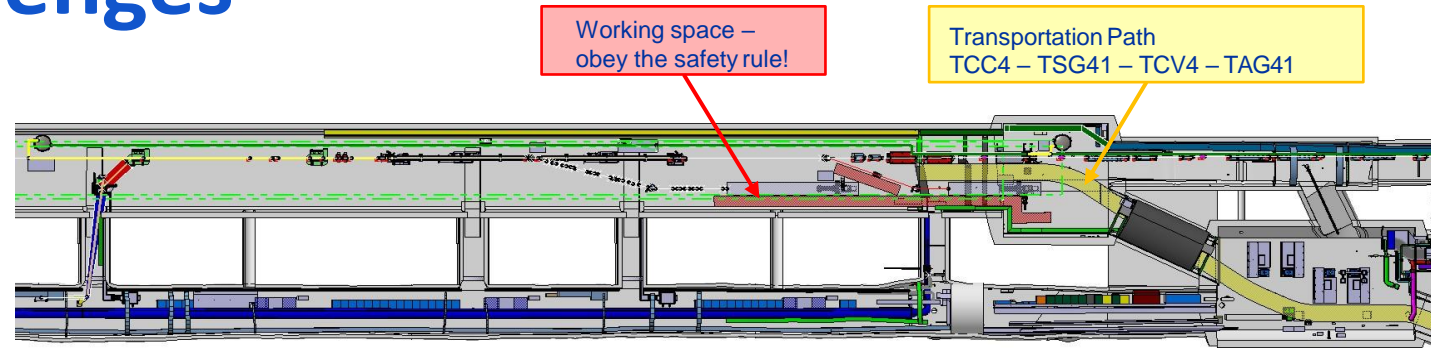 enges
Working space –
obey the safety rule!
Transportation Path
TCC4 – TSG41 – TCV4 – TAG41